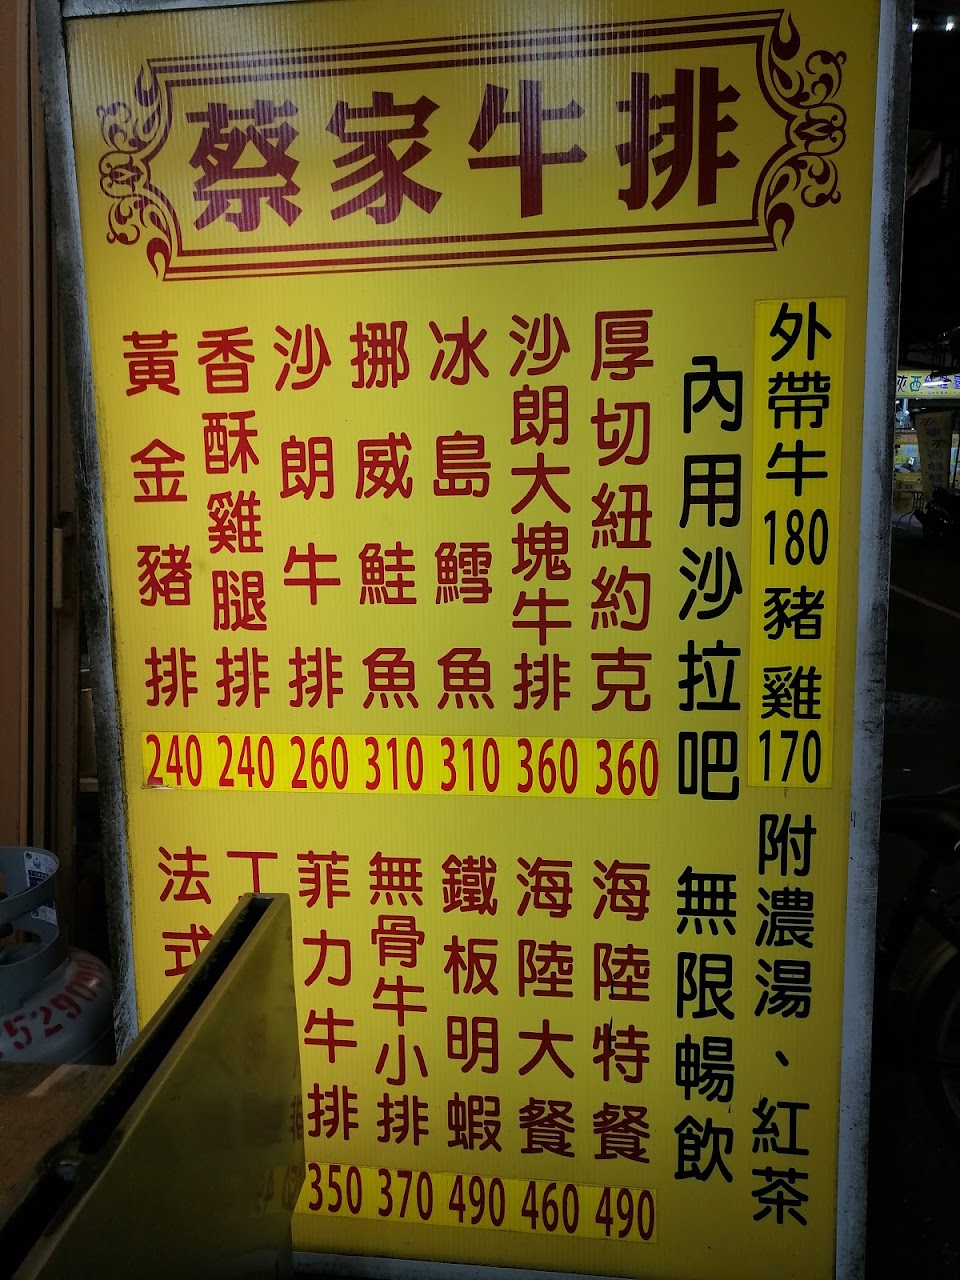 蔡家牛排
外帶牛180豬雞170 附濃湯、紅茶
內用沙拉吧 無限暢飲
厚切紐約克 360
沙朗大塊牛排 360
冰島鱈魚 310
挪威鮭魚 310
沙朗牛排 260
香酥雞腿排 240
黃金豬排 240
海陸特餐 490
海陸大餐 460
鐵板明蝦 490
無骨牛小排 370
菲力牛排 350
丁
法式